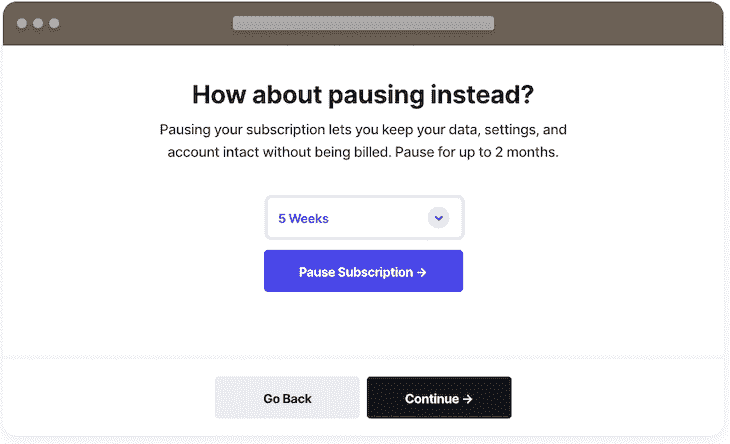 How about pausing instead?
Pausing your subscription lets you keep your data, settings, and
account intact without being billed. Pause for up to 2 months.
5 Weeks
Pause Subscription →
Go Back
Continue →